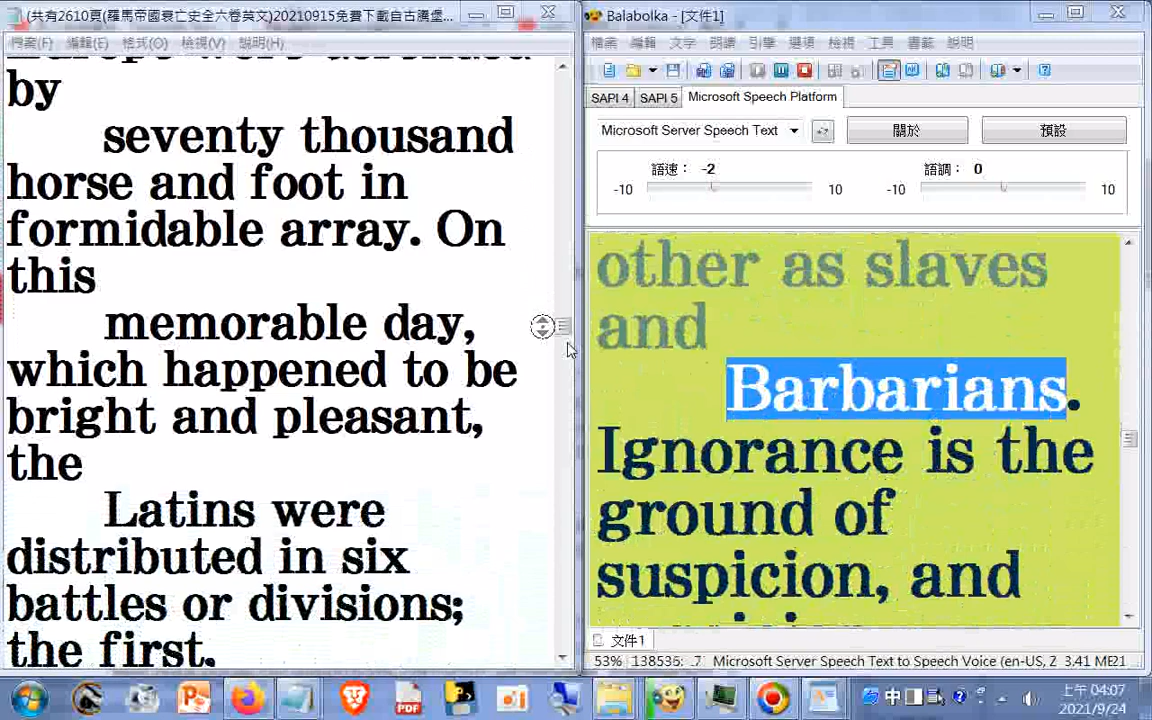 (共有2610頁(羅馬帝國衰亡史全六卷英文)20210915免費下載自古騰堡...
檔案(F) 編輯(E) 格式(O) 檢視(V) 說明(H)
by
seventy thousand
horse and foot in
formidable array. On
this
memorable day,
which happened to be
bright and pleasant,
the
Latins were
distributed in six
battles or divisions;
the first,
Balabolka - [文件1]
檔案 編輯 文字 朗讀 引擎 選項 檢視 工具 書籤 說明
SAPI 4 SAPI 5 Microsoft Speech Platform
Microsoft Server Speech Text 關於 預設
語速: -2 語調: 0
-10 10 -10 10
other as slaves
and
Barbarians.
Ignorance is the
ground of
suspicion, and
文件1
53% 138536: .7 Microsoft Server Speech Text to Speech Voice (en-US, 2 3.41 ME21
PDF
中
上午 04:07
2021/9/24